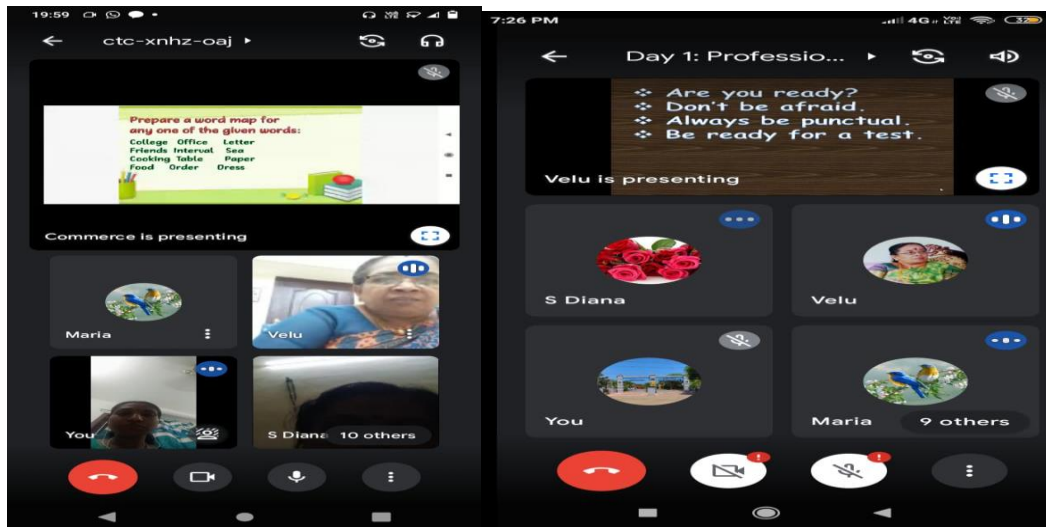 19:59
ctc-xnhz-oaj
Prepare a word map for
any one of the given words:
College Office Letter
Friends Interval Sea
Cooking Table Paper
Food Order Dress
Commerce is presenting
Maria
Velu
You
S Diana 10 others
7:26 PM
4G
Day 1: Professio...
❖ Are you ready?
❖ Don't be afraid.
❖ Always be punctual.
❖ Be ready for a test.
Velu is presenting
S Diana
Velu
You
Maria 9 others